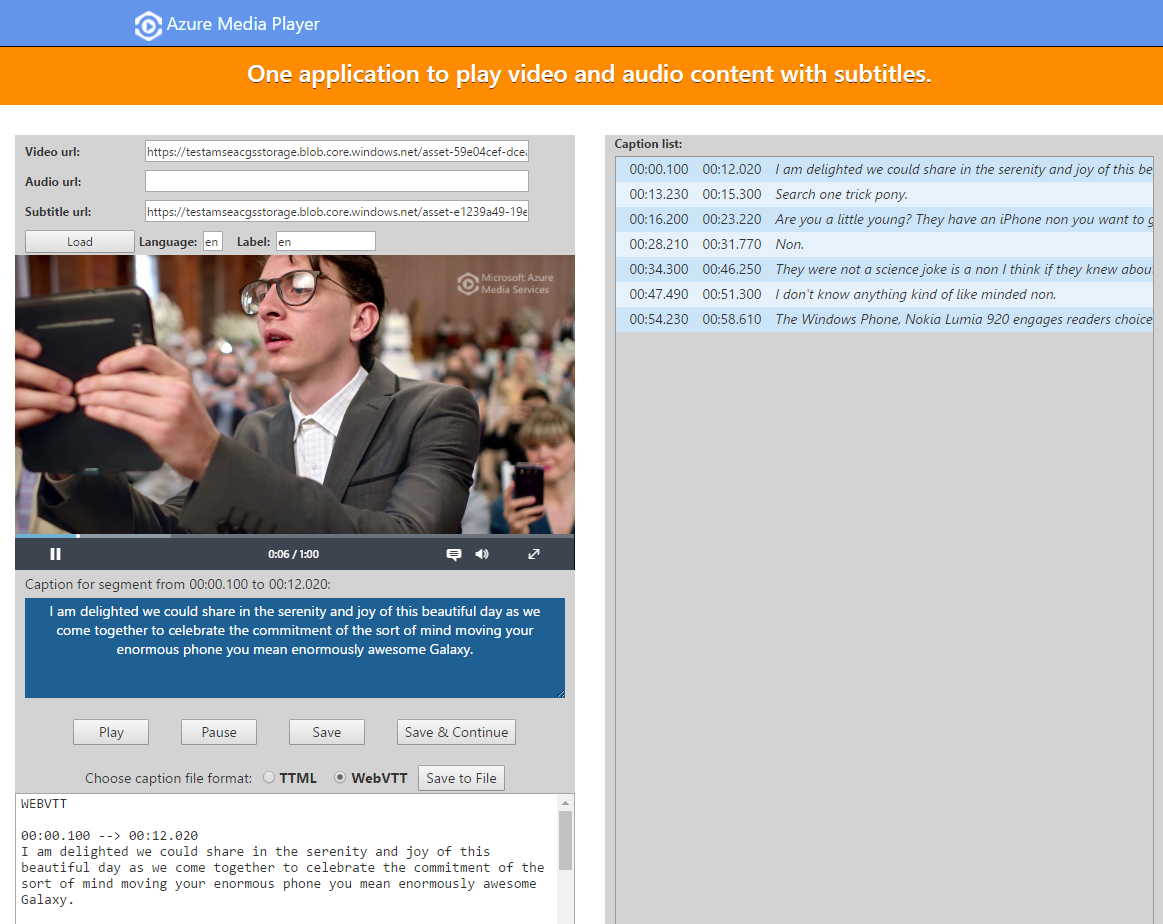 Azure Media Player
One application to play video and audio content with subtitles.
Video url:
https://testamseacgsstorage.blob.core.windows.net/asset-59e04cef-dce
Audio url:
Subtitle url:
https://testamseacgsstorage.blob.core.windows.net/asset-e1239a49-19e
Load Language: en Label: en
Microsoft Azure
Media Services
0:06 / 1:00
Caption for segment from 00:00.100 to 00:12.020:
I am delighted we could share in the serenity and joy of this beautiful day as we
come together to celebrate the commitment of the sort of mind moving your
enormous phone you mean enormously awesome Galaxy.
Play Pause Save Save & Continue
Choose caption file format: TTML WebVTT Save to File
WEBVTT
00:00.100 --> 00:12.020
I am delighted we could share in the serenity and joy of this
beautiful day as we come together to celebrate the commitment of the
sort of mind moving your enormous phone you mean enormously awesome
Galaxy.
Caption list:
00:00.100 00:12.020 I am delighted we could share in the serenity and joy of this be
00:13.230 00:15.300 Search one trick pony.
00:16.200 00:23.220 Are you a little young? They have an iPhone non you want to g
00:28.210 00:31.770 Non.
00:34.300 00:46.250 They were not a science joke is a non I think if they knew abou
00:47.490 00:51.300 I don't know anything kind of like minded non.
00:54.230 00:58.610 The Windows Phone, Nokia Lumia 920 engages readers choice